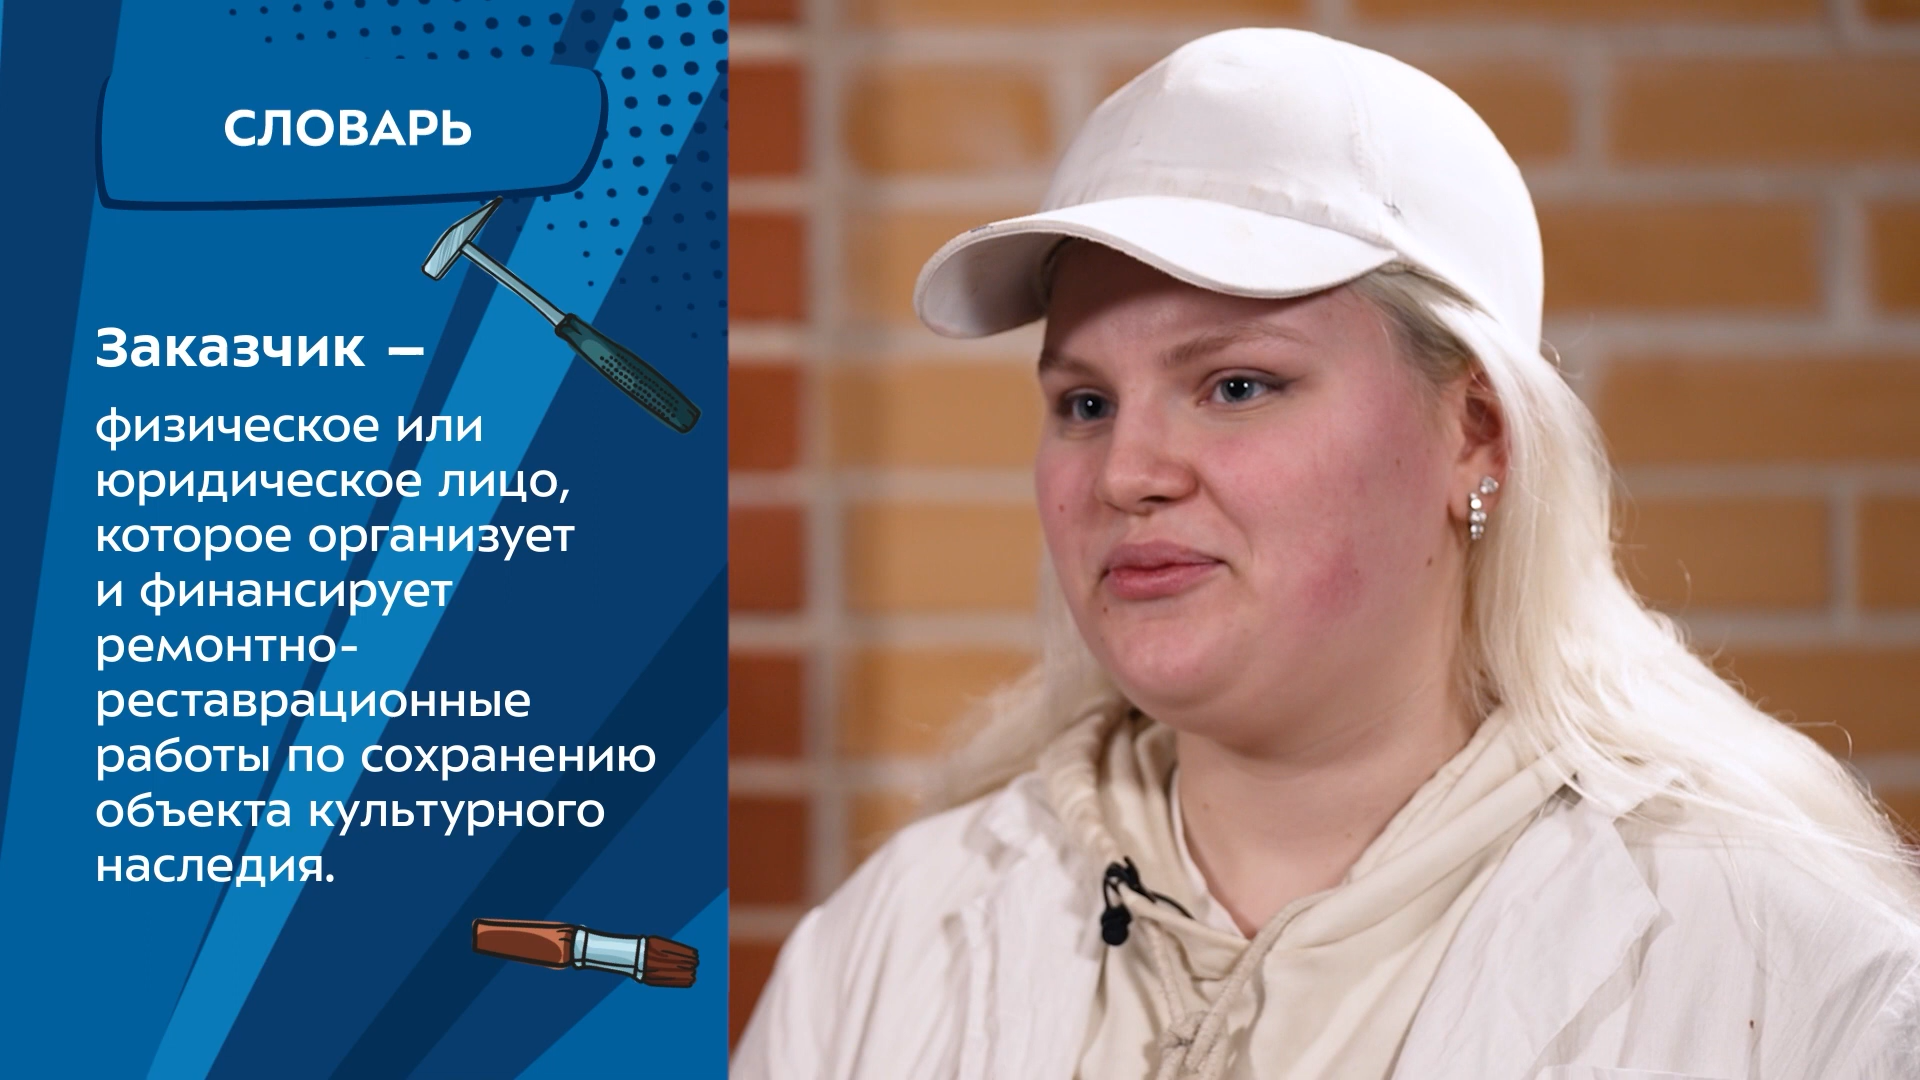 СЛОВАРЬ
Заказчик –
физическое или
юридическое лицо,
которое организует
и финансирует
ремонтно-
реставрационные
работы по сохранению
объекта культурного
наследия.